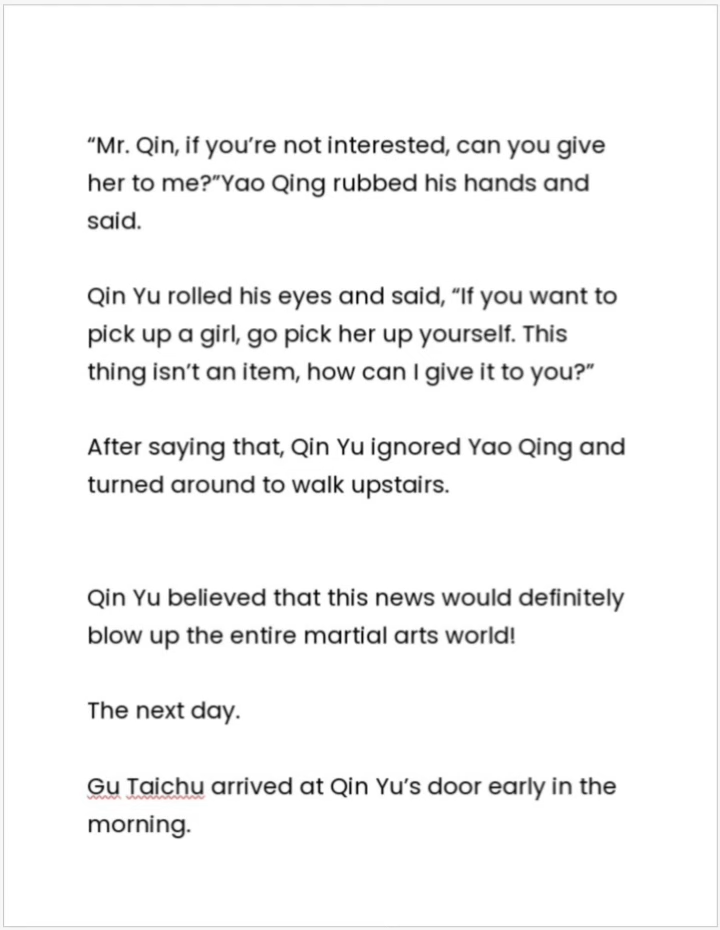 “Mr. Qin, if you’re not interested, can you give
her to me?”Yao Qing rubbed his hands and
said.
Qin Yu rolled his eyes and said, “If you want to
pick up a girl, go pick her up yourself. This
thing isn’t an item, how can I give it to you?”
After saying that, Qin Yu ignored Yao Qing and
turned around to walk upstairs.
Qin Yu believed that this news would definitely
blow up the entire martial arts world!
The next day.
Gu Taichu arrived at Qin Yu’s door early in the
morning.